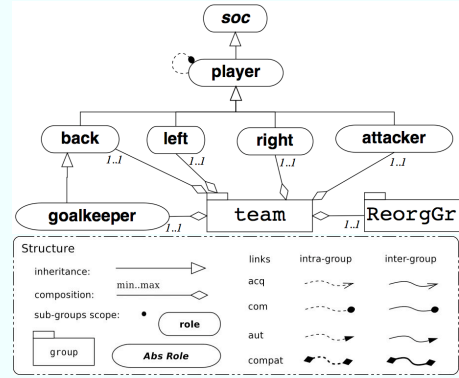 soc
player
back
left
right
attacker
1..1
1..1
1..1
1..1
goalkeeper
1..1
team
1..1
ReorgGr
Structure
links
intra-group
inter-group
inheritance:
acq
min..max
composition:
com
sub-groups scope:
role
aut
group
Abs Role
compat